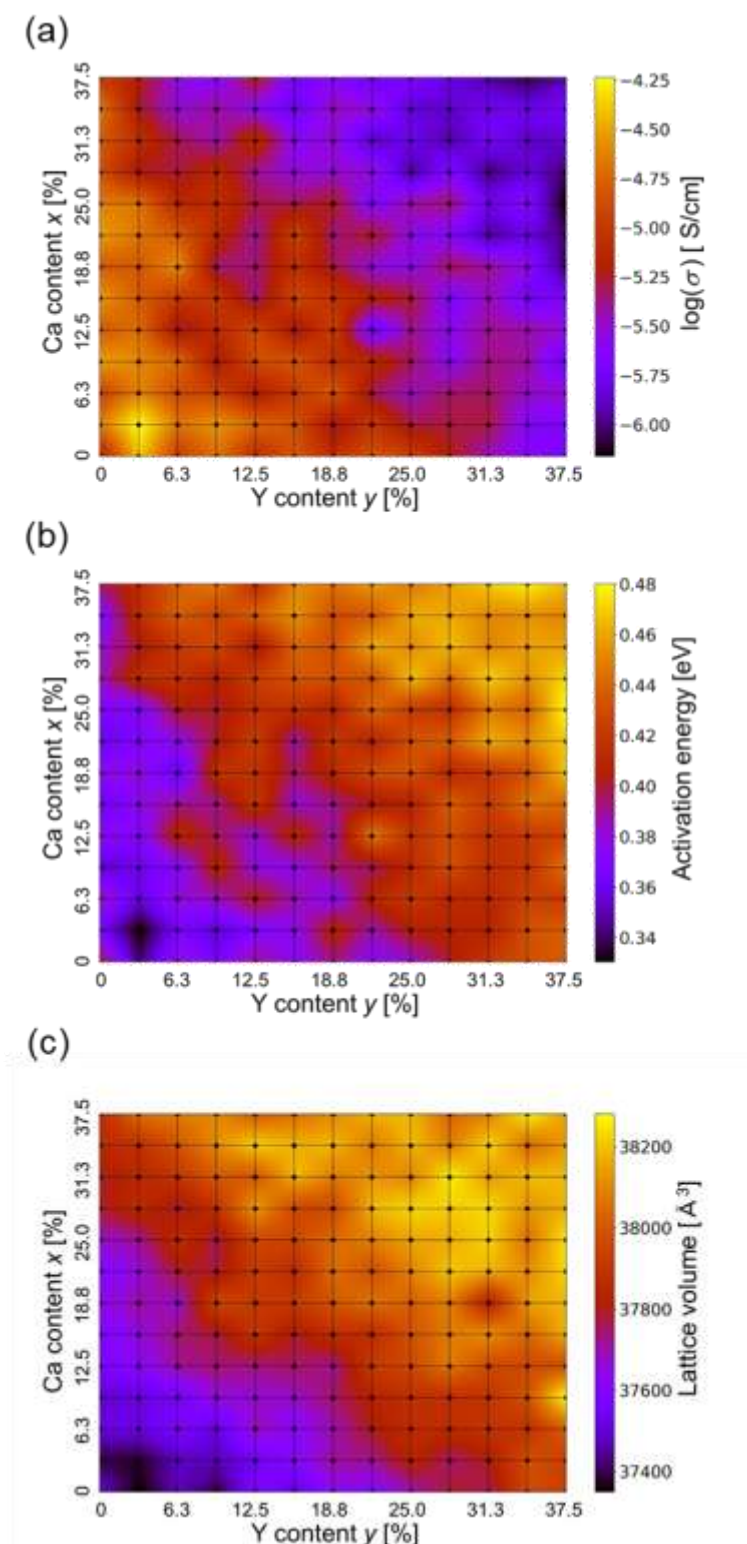 (a)
37.5
31.3
25.0
18.8
12.5
6.3
0
Ca content x [%]
0 6.3 12.5 18.8 25.0 31.3 37.5
Y content y [%]
−4.25
−4.50
−4.75
−5.00
−5.25
−5.50
−5.75
−6.00
log(σ) [ S/cm]
(b)
37.5
31.3
25.0
18.8
12.5
6.3
0
Ca content x [%]
0 6.3 12.5 18.8 25.0 31.3 37.5
Y content y [%]
0.48
0.46
0.44
0.42
0.40
0.38
0.36
0.34
Activation energy [eV]
(c)
37.5
31.3
25.0
18.8
12.5
6.3
0
Ca content x [%]
0 6.3 12.5 18.8 25.0 31.3 37.5
Y content y [%]
38200
38000
37800
37600
37400
Lattice volume [ Å³]